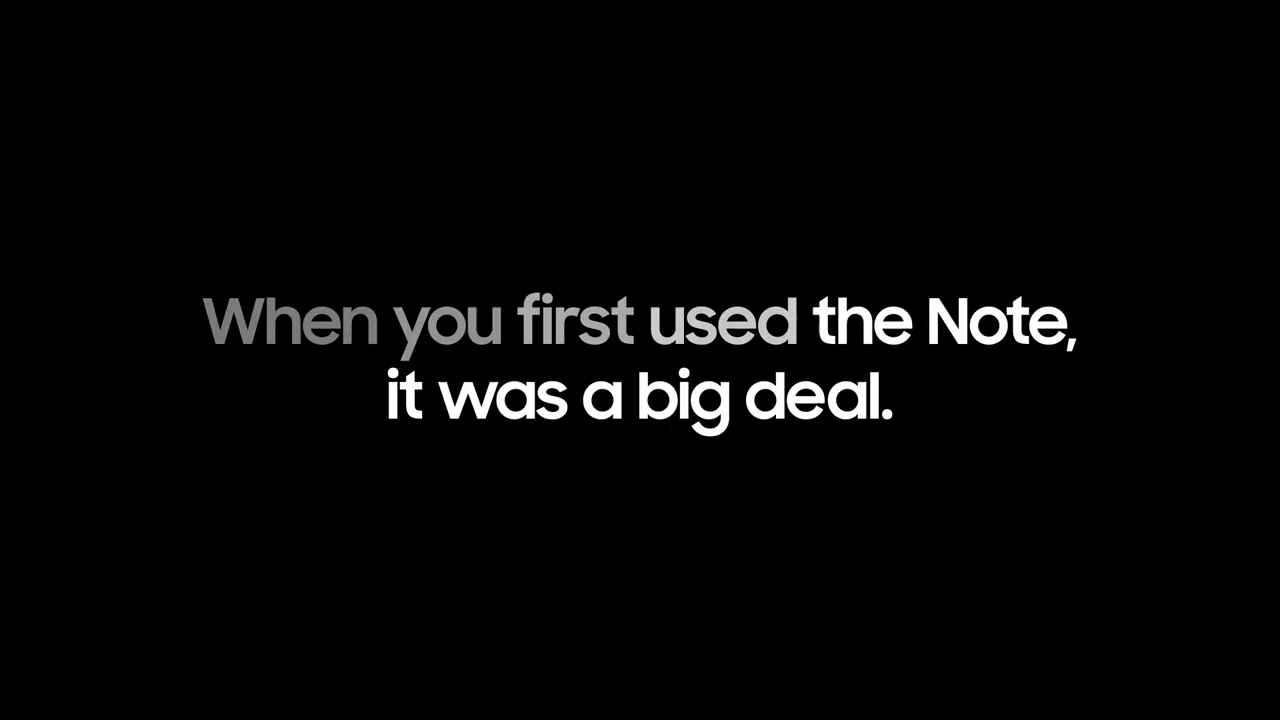 When you first used the Note,
it was a big deal.